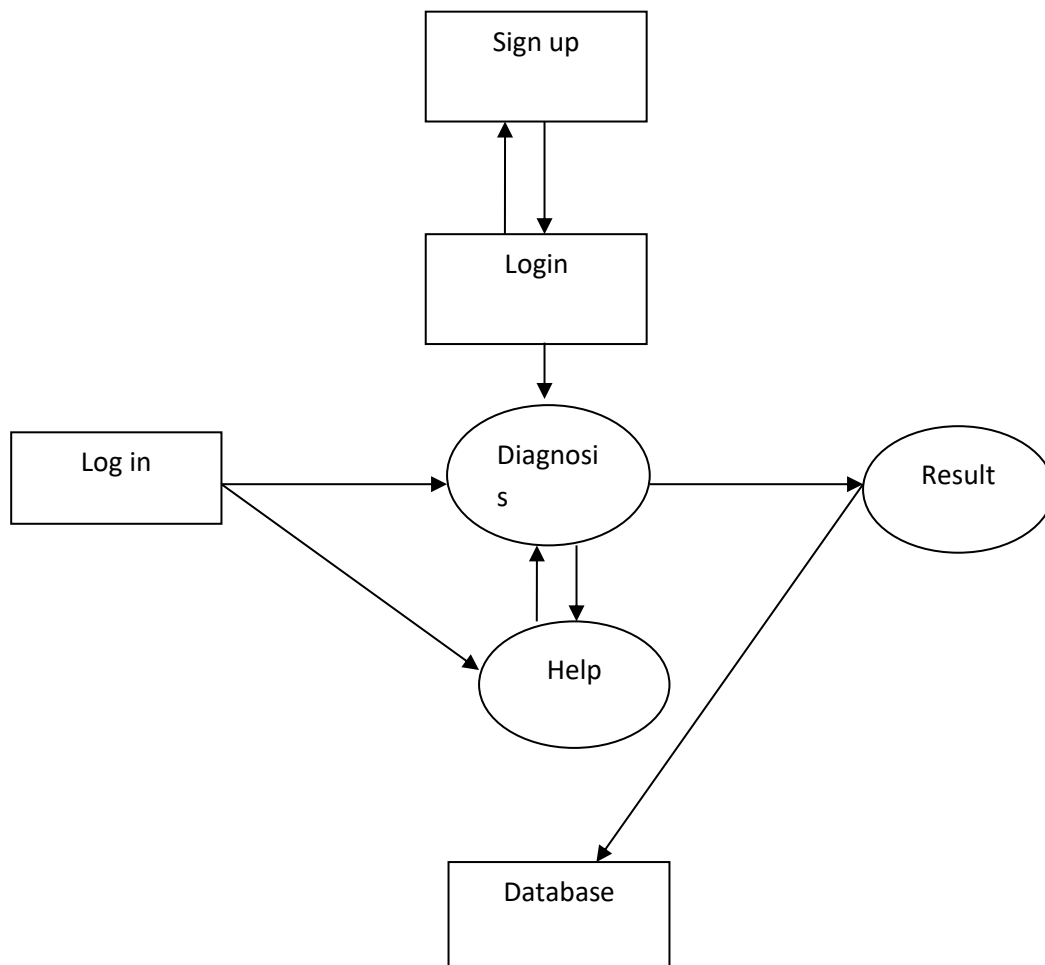 Sign up
Login
Log in
Diagnosi
s
Result
Help
Database